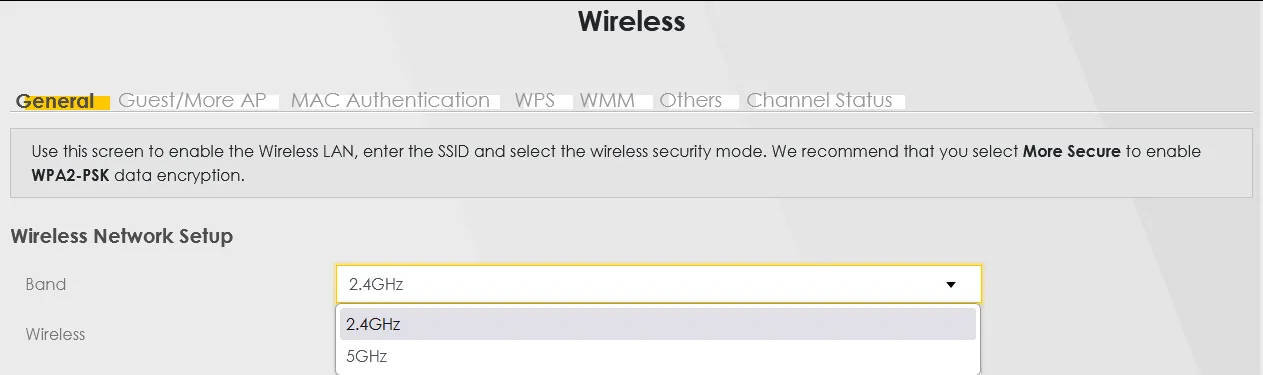 Wireless
General Guest/More AP MAC Authentication WPS WMM Others Channel Status
Use this screen to enable the Wireless LAN, enter the SSID and select the wireless security mode. We recommend that you select More Secure to enable
WPA2-PSK data encryption.
Wireless Network Setup
Band 2.4GHz
2.4GHz
Wireless
5GHz